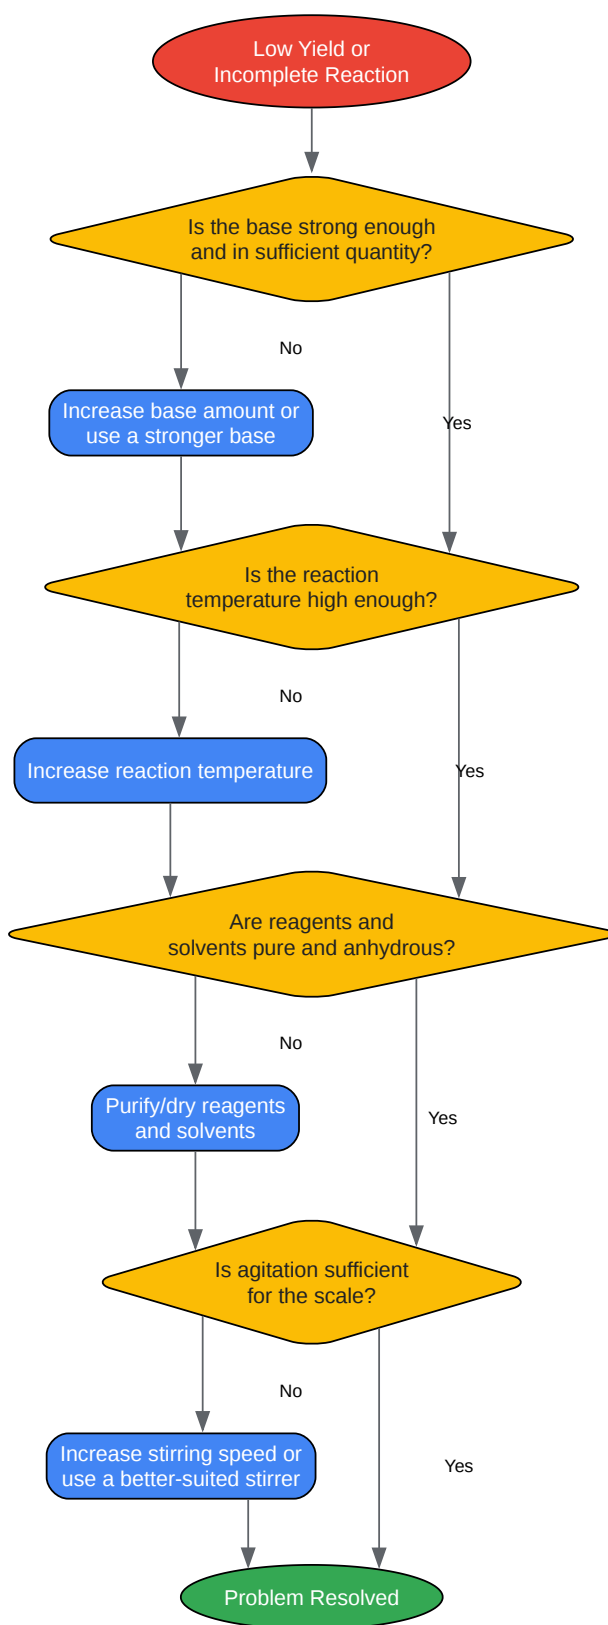 Low Yield or
Incomplete Reaction
Is the base strong enough
and in sufficient quantity?
No
Increase base amount or
use a stronger base
Yes
Is the reaction
temperature high enough?
No
Increase reaction temperature
Yes
Are reagents and
solvents pure and anhydrous?
No
Purify/dry reagents
and solvents
Yes
Is agitation sufficient
for the scale?
No
Increase stirring speed or
use a better-suited stirrer
Yes
Problem Resolved